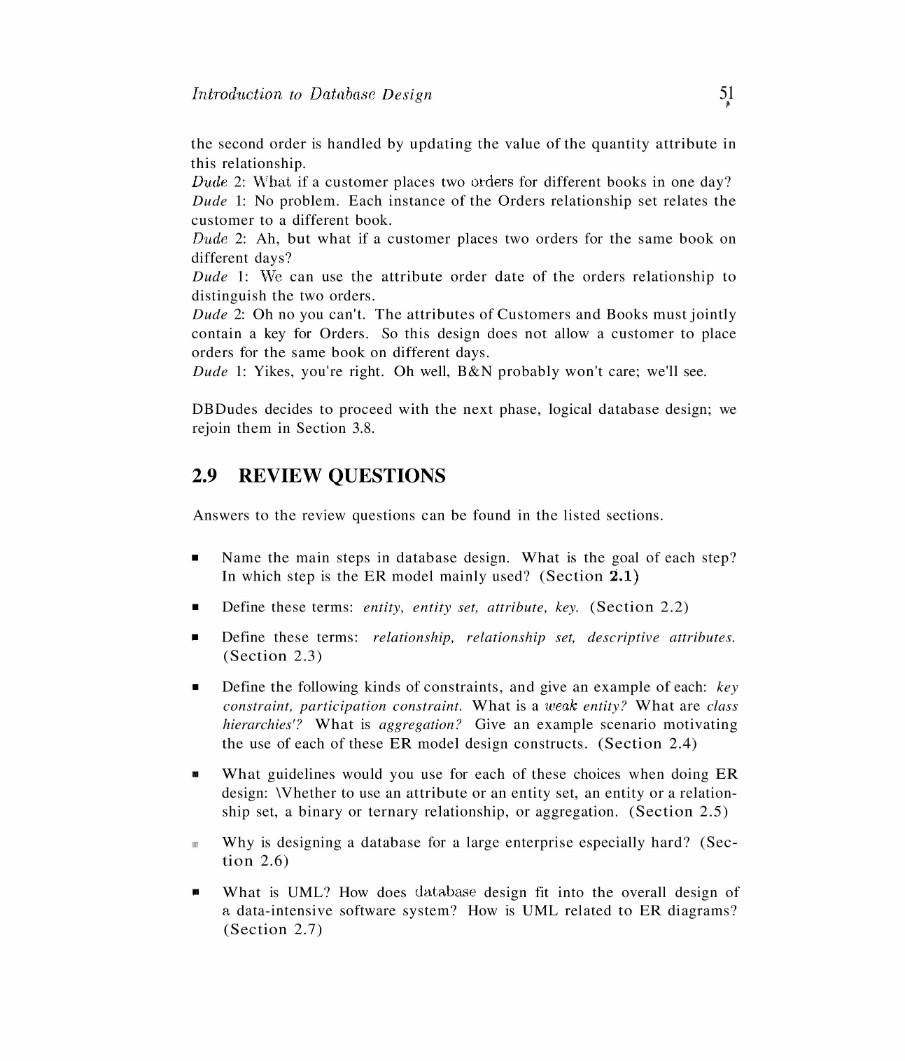 Introduction to Database Design 51
the second order is handled by updating the value of the quantity attribute in
this relationship.
Dude 2: What if a customer places two orders for different books in one day?
Dude 1: No problem. Each instance of the Orders relationship set relates the
customer to a different book.
Dude 2: Ah, but what if a customer places two orders for the same book on
different days?
Dude 1: We can use the attribute order date of the orders relationship to
distinguish the two orders.
Dude 2: Oh no you can't. The attributes of Customers and Books must jointly
contain a key for Orders. So this design does not allow a customer to place
orders for the same book on different days.
Dude 1: Yikes, you're right. Oh well, B&N probably won't care; we'll see.
DBDudes decides to proceed with the next phase, logical database design; we
rejoin them in Section 3.8.
2.9 REVIEW QUESTIONS
Answers to the review questions can be found in the listed sections.
■ Name the main steps in database design. What is the goal of each step?
In which step is the ER model mainly used? (Section 2.1)
■ Define these terms: entity, entity set, attribute, key. (Section 2.2)
■ Define these terms: relationship, relationship set, descriptive attributes.
(Section 2.3)
■ Define the following kinds of constraints, and give an example of each: key
constraint, participation constraint. What is a weak entity? What are class
hierarchies'? What is aggregation? Give an example scenario motivating
the use of each of these ER model design constructs. (Section 2.4)
■ What guidelines would you use for each of these choices when doing ER
design: \Vhether to use an attribute or an entity set, an entity or a relation-
ship set, a binary or ternary relationship, or aggregation. (Section 2.5)
■ Why is designing a database for a large enterprise especially hard? (Sec-
tion 2.6)
■ What is UML? How does database design fit into the overall design of
a data-intensive software system? How is UML related to ER diagrams?
(Section 2.7)